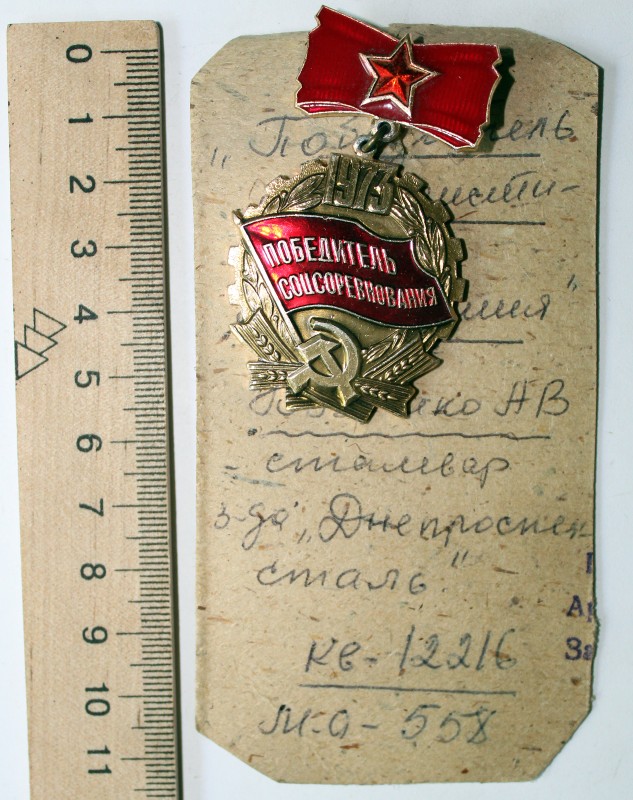 0
1
2
3
4
5
6
7
8
9
10
11
1973
ПОБЕДИТЕЛЬ
СОЦСОРЕВНОВАНИЯ
АВ
сталевар
з-да „Днепроспец-
сталь"
кв-12216
М.а-558